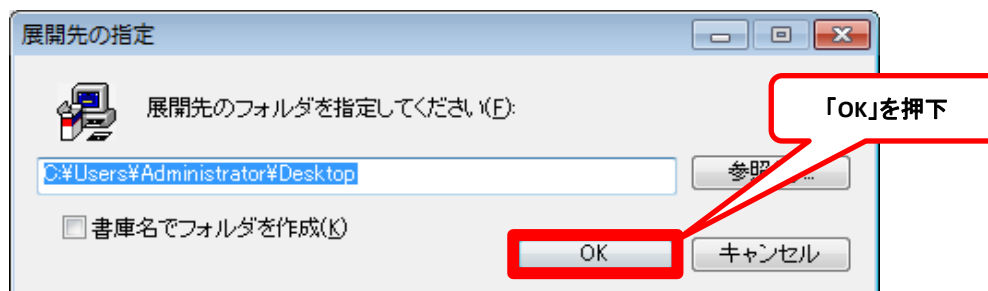 展開先の指定
展開先のフォルダを指定してください(F):
「OK」を押下
C:¥Users¥Administrator¥Desktop
参照
書庫名でフォルダを作成(K)
OK
キャンセル